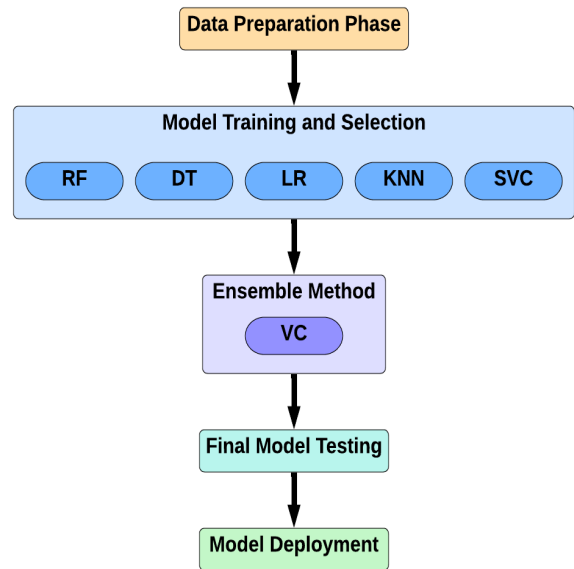 Data Preparation Phase
Model Training and Selection
RF DT LR KNN SVC
Ensemble Method
VC
Final Model Testing
Model Deployment